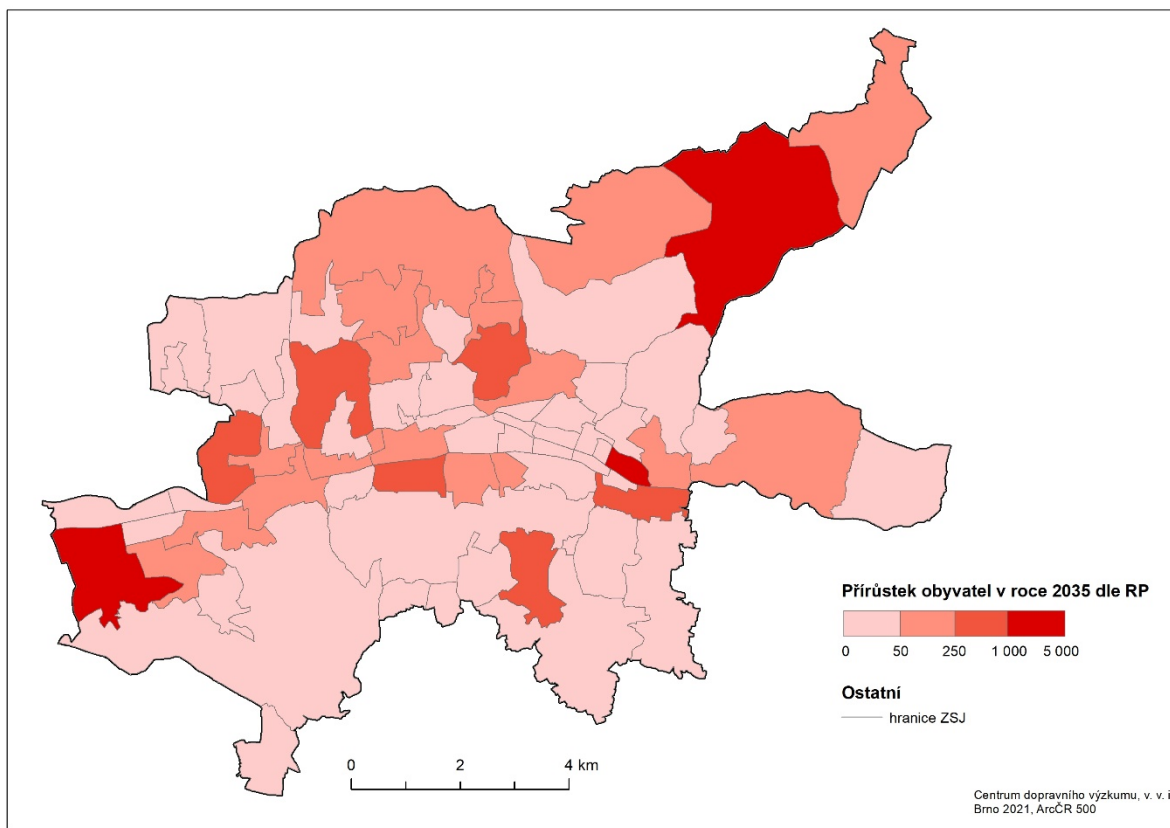 Přírůstek obyvatel v roce 2035 dle RP
0 50 250 1 000 5 000
Ostatní
hranice ZSJ
0 2 4 km
Centrum dopravního výzkumu, v. v. i
Brno 2021, ArcČR 500